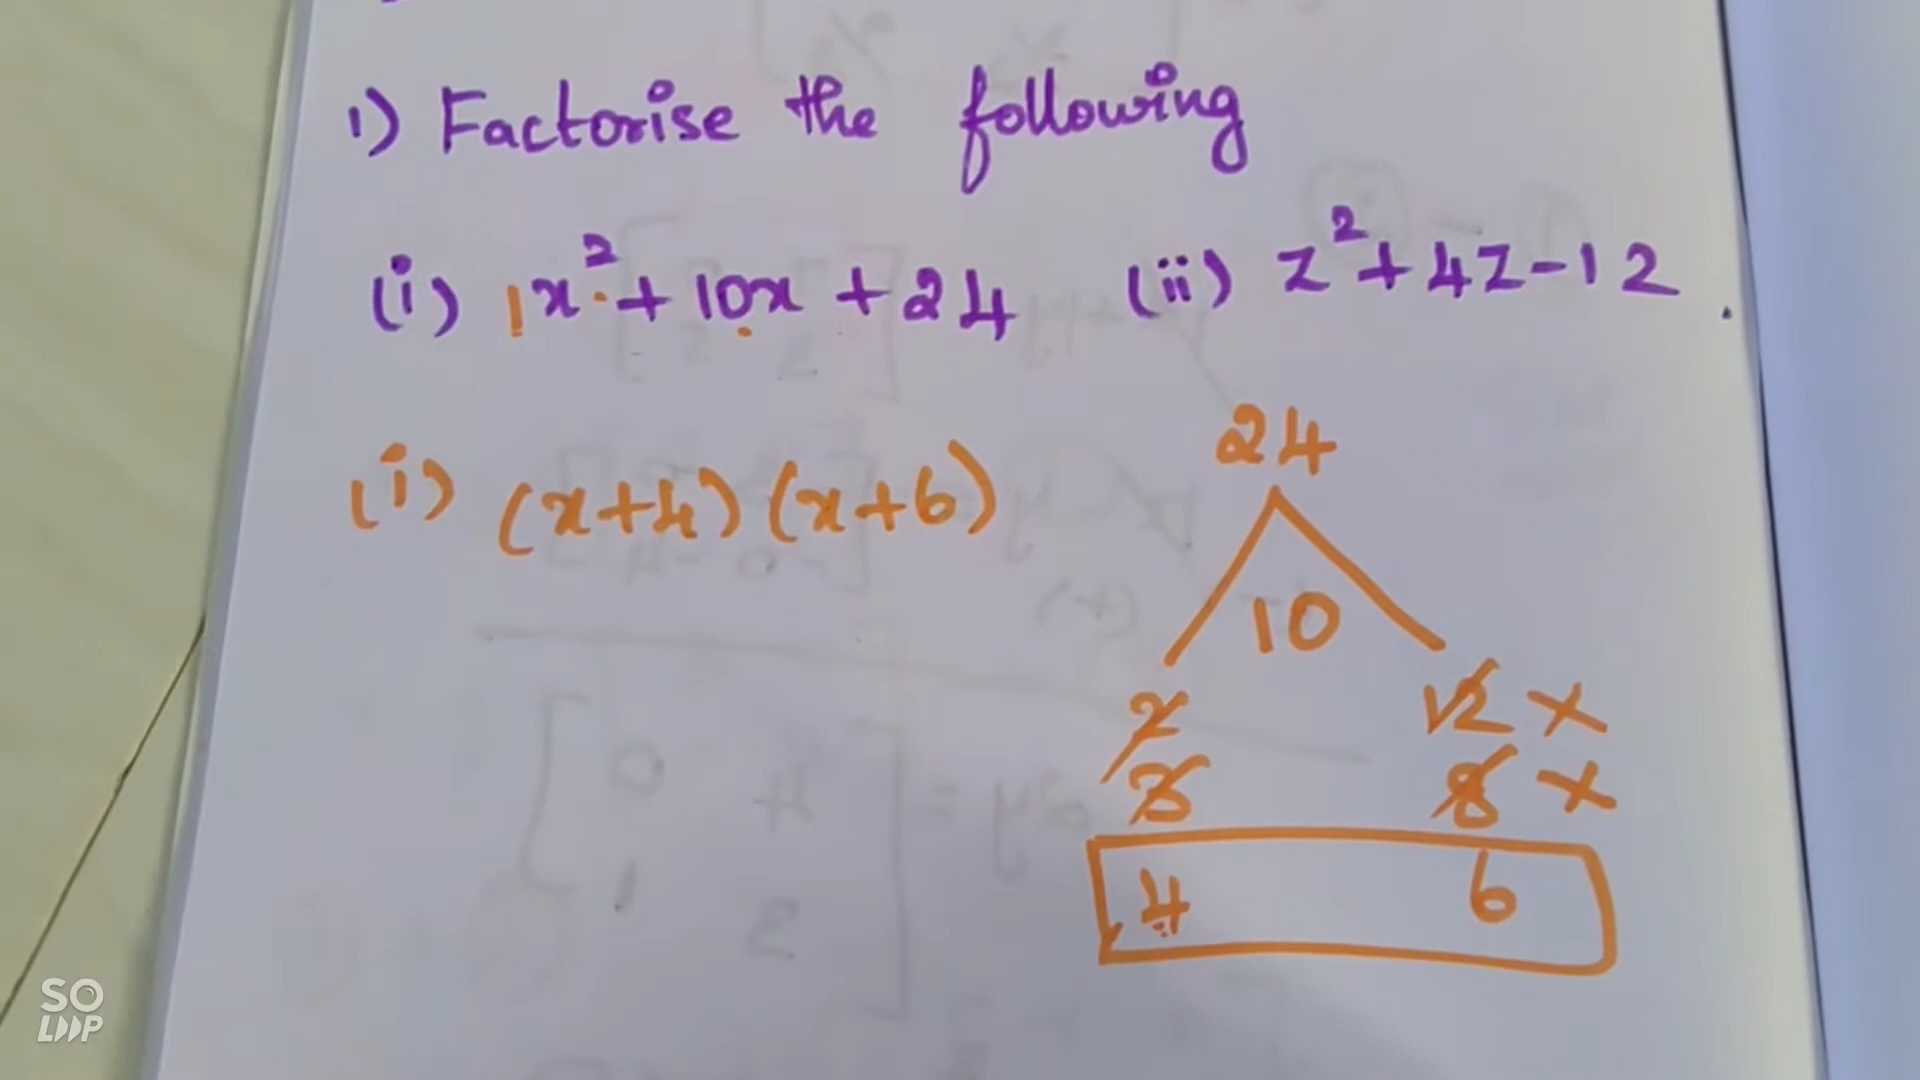 1) Factorise the following
(i) 1x² + 10x + 24 (ii) z² + 4z - 12
(i) (x+4) (x+6)
24
10
2 12 ×
3 8 ×
4 6
SO
LOOP